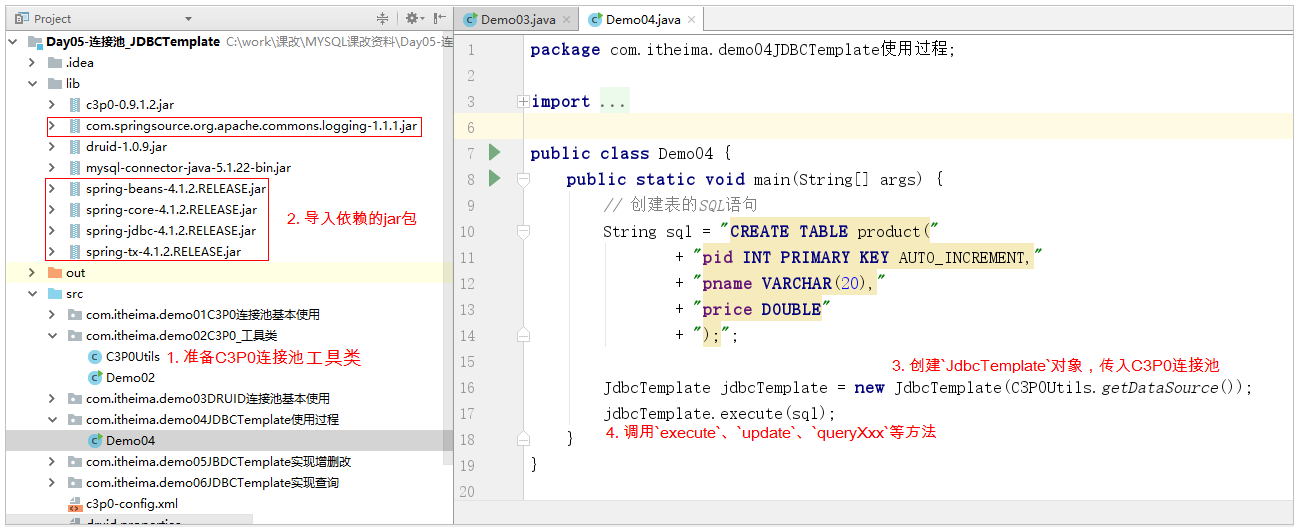 Project
Day05-连接池_JDBCTemplate C:\work\课改\MYSQL课改资料\Day05-连
.idea
lib
c3p0-0.9.1.2.jar
com.springsource.org.apache.commons.logging-1.1.1.jar
druid-1.0.9.jar
mysql-connector-java-5.1.22-bin.jar
spring-beans-4.1.2.RELEASE.jar
spring-core-4.1.2.RELEASE.jar
spring-jdbc-4.1.2.RELEASE.jar
spring-tx-4.1.2.RELEASE.jar
2. 导入依赖的jar包
out
src
com.itheima.demo01C3P0连接池基本使用
com.itheima.demo02C3P0_工具类
C3P0Utils
1. 准备C3P0连接池工具类
Demo02
com.itheima.demo03DRUID连接池基本使用
com.itheima.demo04JDBCTemplate使用过程
Demo04
com.itheima.demo05JBDCTemplate实现增删改
com.itheima.demo06JDBCTemplate实现查询
c3p0-config.xml
druid.properties
Demo03.java
Demo04.java
1 package com.itheima.demo04JDBCTemplate使用过程;
2
3 import ...
6
7 public class Demo04 {
8 public static void main(String[] args) {
9 // 创建表的SQL语句
10 String sql = "CREATE TABLE product("
11 + "pid INT PRIMARY KEY AUTO_INCREMENT,"
12 + "pname VARCHAR(20),"
13 + "price DOUBLE"
14 + ");";
15
3. 创建`JdbcTemplate`对象，传入C3P0连接池
16 JdbcTemplate jdbcTemplate = new JdbcTemplate(C3P0Utils.getDataSource());
17 jdbcTemplate.execute(sql);
4. 调用`execute`、`update`、`queryXxx`等方法
18 }
19 }
20